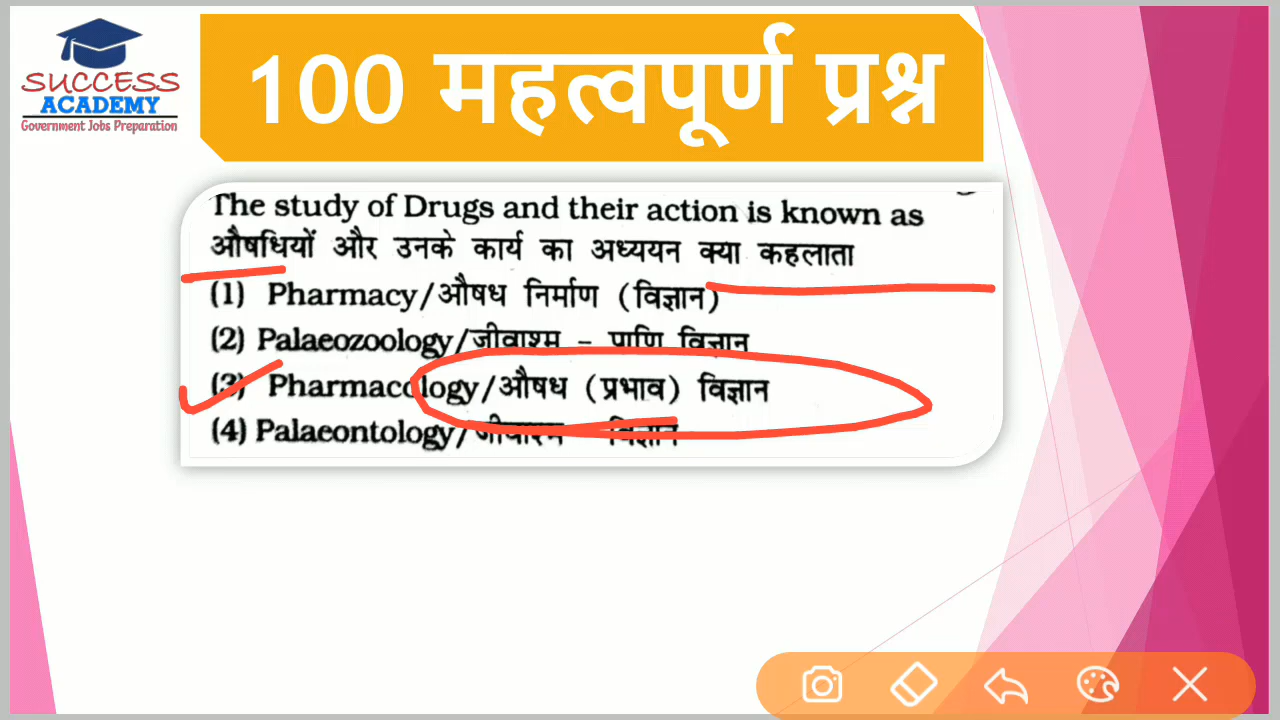 SUCCESS
ACADEMY
Government Jobs Preparation
100 महत्वपूर्ण प्रश्न
The study of Drugs and their action is known as
औषधियों और उनके कार्य का अध्ययन क्या कहलाता
(1) Pharmacy/औषध निर्माण (विज्ञान)
(2) Palaeozoology/जीवाश्म – प्राणि विज्ञान
(3) Pharmacology/औषध (प्रभाव) विज्ञान
(4) Palaeontology/जीवाश्म विज्ञान